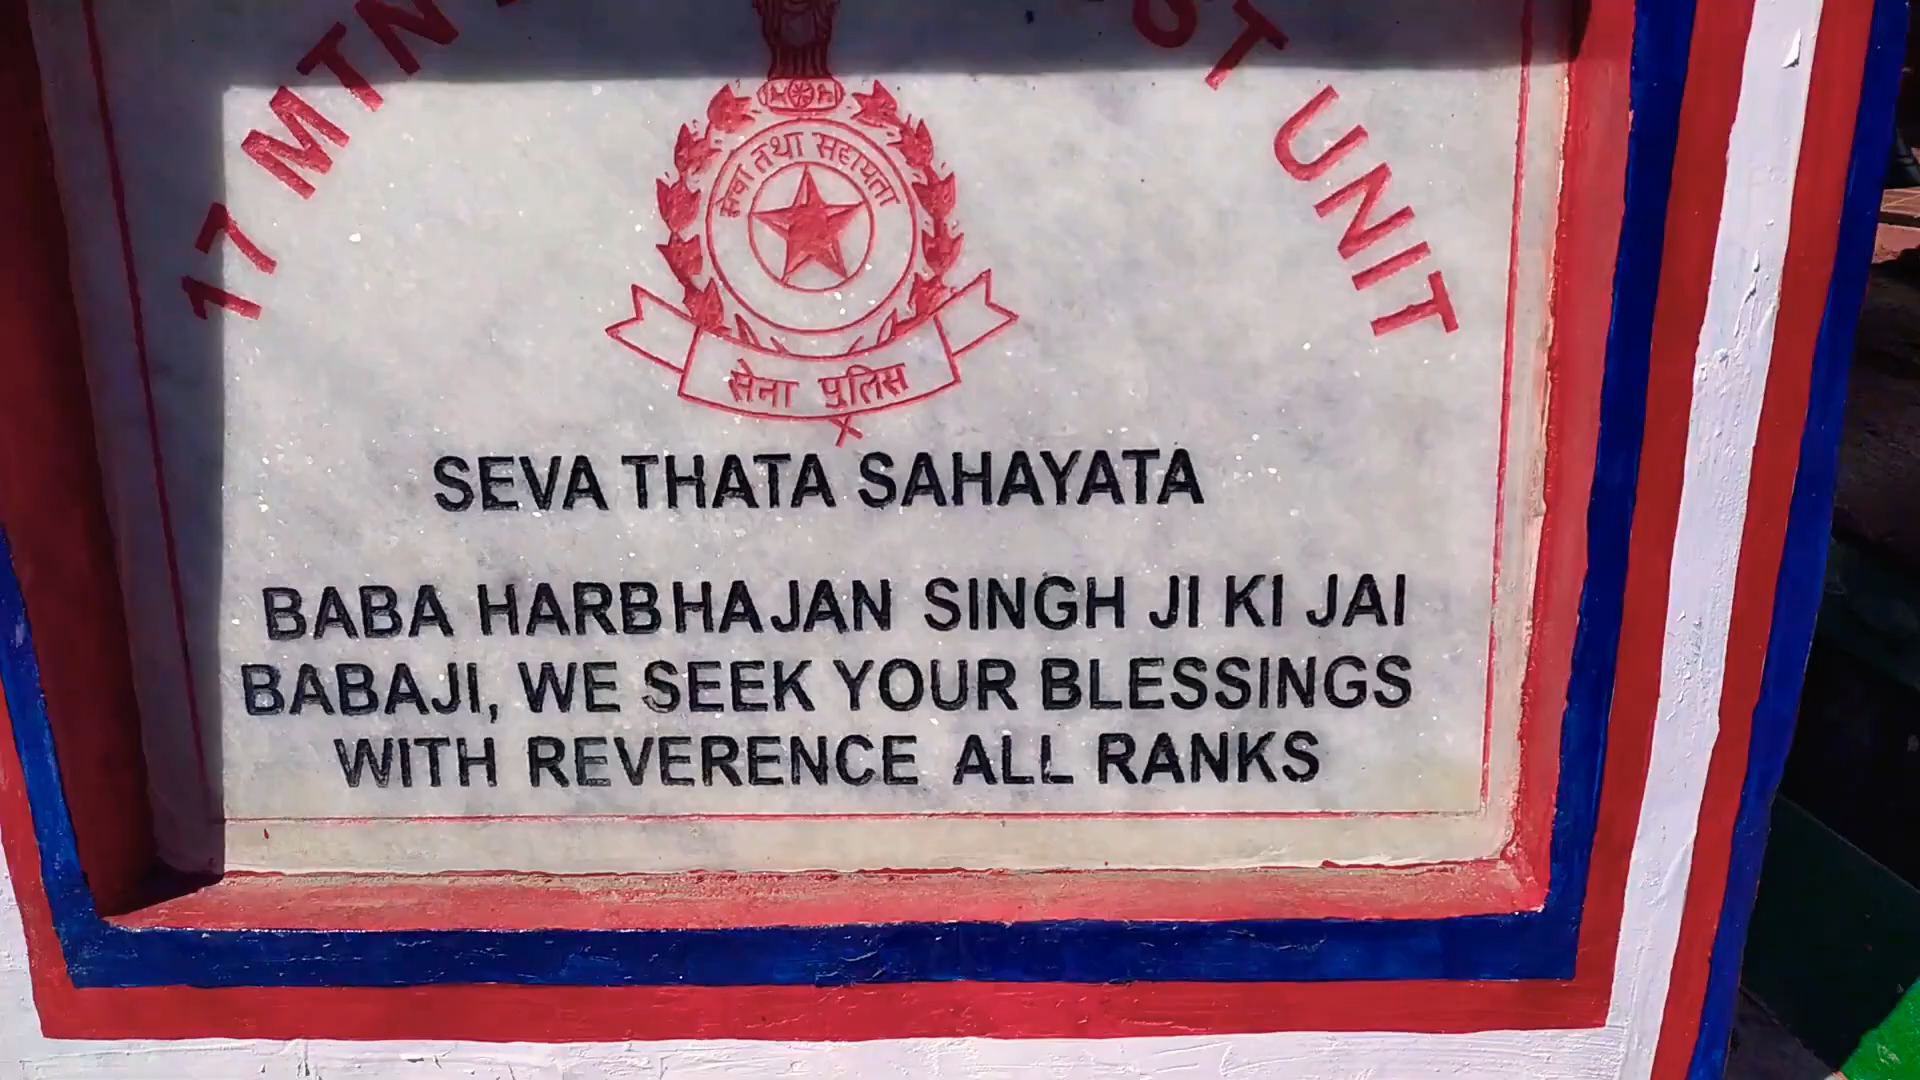 17 MTN UNIT
सेवा तथा सहायता
सेना पुलिस
SEVA THATA SAHAYATA
BABA HARBHAJAN SINGH JI KI JAI
BABAJI, WE SEEK YOUR BLESSINGS
WITH REVERENCE ALL RANKS